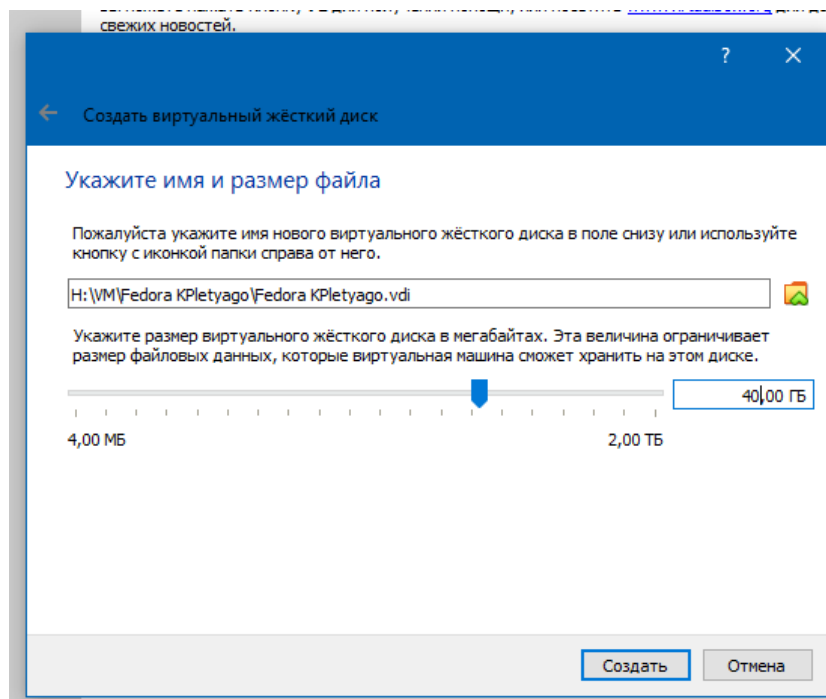 свежих новостей.
?
Создать виртуальный жёсткий диск
Укажите имя и размер файла
Пожалуйста укажите имя нового виртуального жёсткого диска в поле снизу или используйте
кнопку с иконкой папки справа от него.
H:\VM\Fedora KPletyago\Fedora KPletyago.vdi
Укажите размер виртуального жёсткого диска в мегабайтах. Эта величина ограничивает
размер файловых данных, которые виртуальная машина сможет хранить на этом диске.
40,00 ГБ
4,00 МБ 2,00 ТБ
Создать Отмена